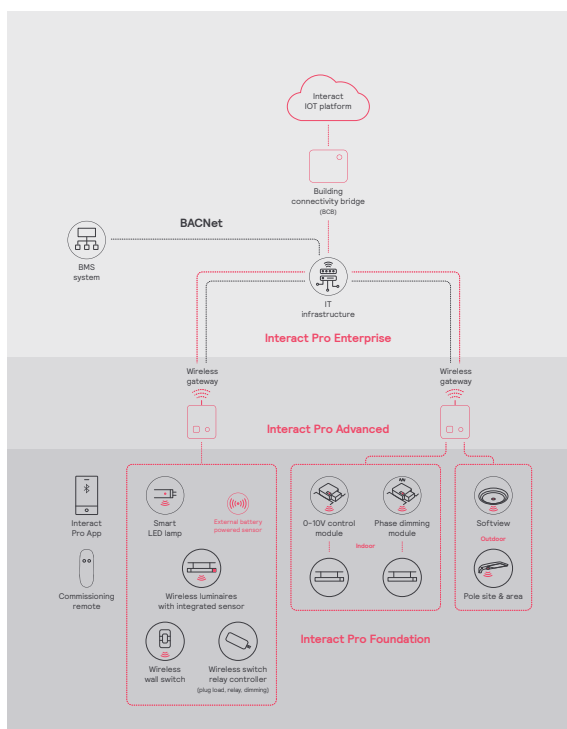 Interact
IOT platform
Building
connectivity bridge
(BCB)
BACNet
BMS
system
IT
infrastructure
Interact Pro Enterprise
Wireless
gateway
Wireless
gateway
Interact Pro Advanced
Interact
Pro App
Smart
LED lamp
External battery
powered sensor
0-10V control
module
Phase dimming
module
Indoor
Softview
Outdoor
Commissioning
remote
Wireless luminaires
with integrated sensor
Pole site & area
Interact Pro Foundation
Wireless
wall switch
Wireless switch
relay controller
(plug load, relay, dimming)